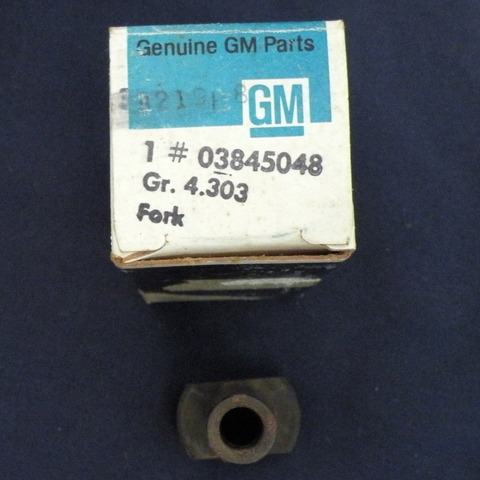 Genuine GM Parts
GM
1 # 03845048
Gr. 4.303
Fork